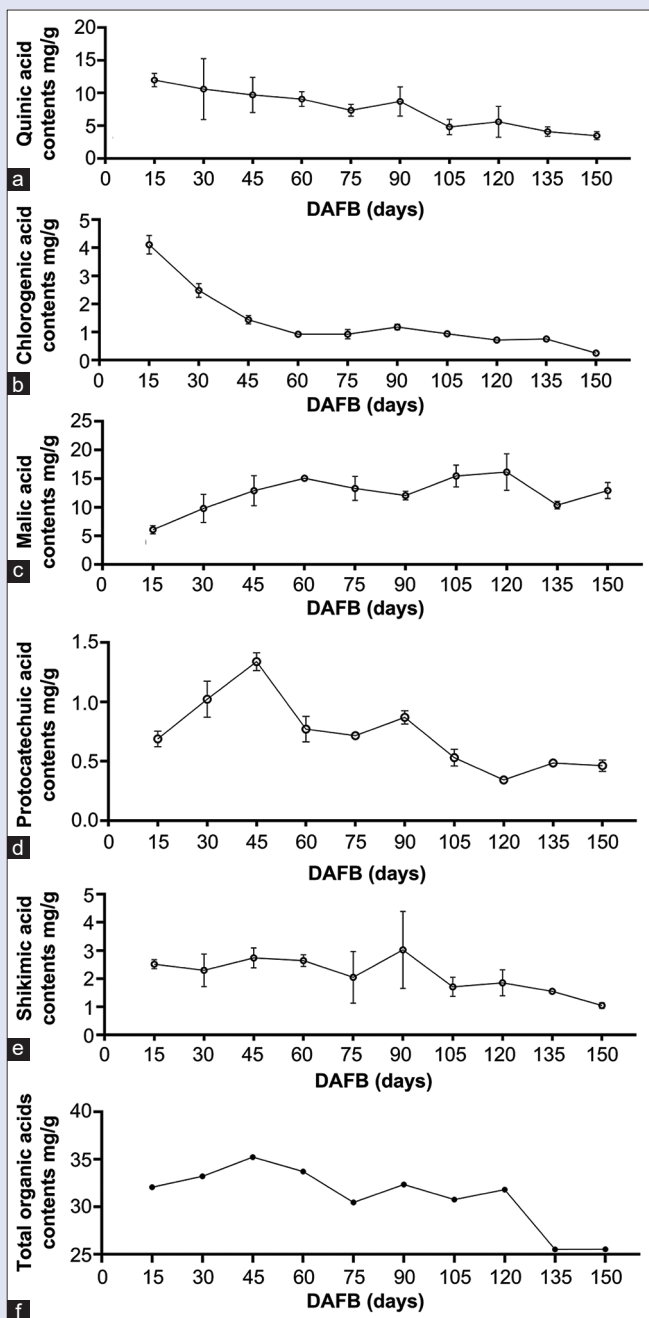 Quinic acid
contents mg/g
20
15
10
5
0
0 15 30 45 60 75 90 105 120 135 150
DAFB (days)
a
Chlorogenic acid
contents mg/g
5
4
3
2
1
0
0 15 30 45 60 75 90 105 120 135 150
DAFB (days)
b
Malic acid
contents mg/g
25
20
15
10
5
0
0 15 30 45 60 75 90 105 120 135 150
DAFB (days)
c
Protocatechuic acid
contents mg/g
1.5
1.0
0.5
0.0
0 15 30 45 60 75 90 105 120 135 150
DAFB (days)
d
Shikimic acid
contents mg/g
5
4
3
2
1
0
0 15 30 45 60 75 90 105 120 135 150
DAFB (days)
e
Total organic acids
contents mg/g
40
35
30
25
0 15 30 45 60 75 90 105 120 135 150
DAFB (days)
f